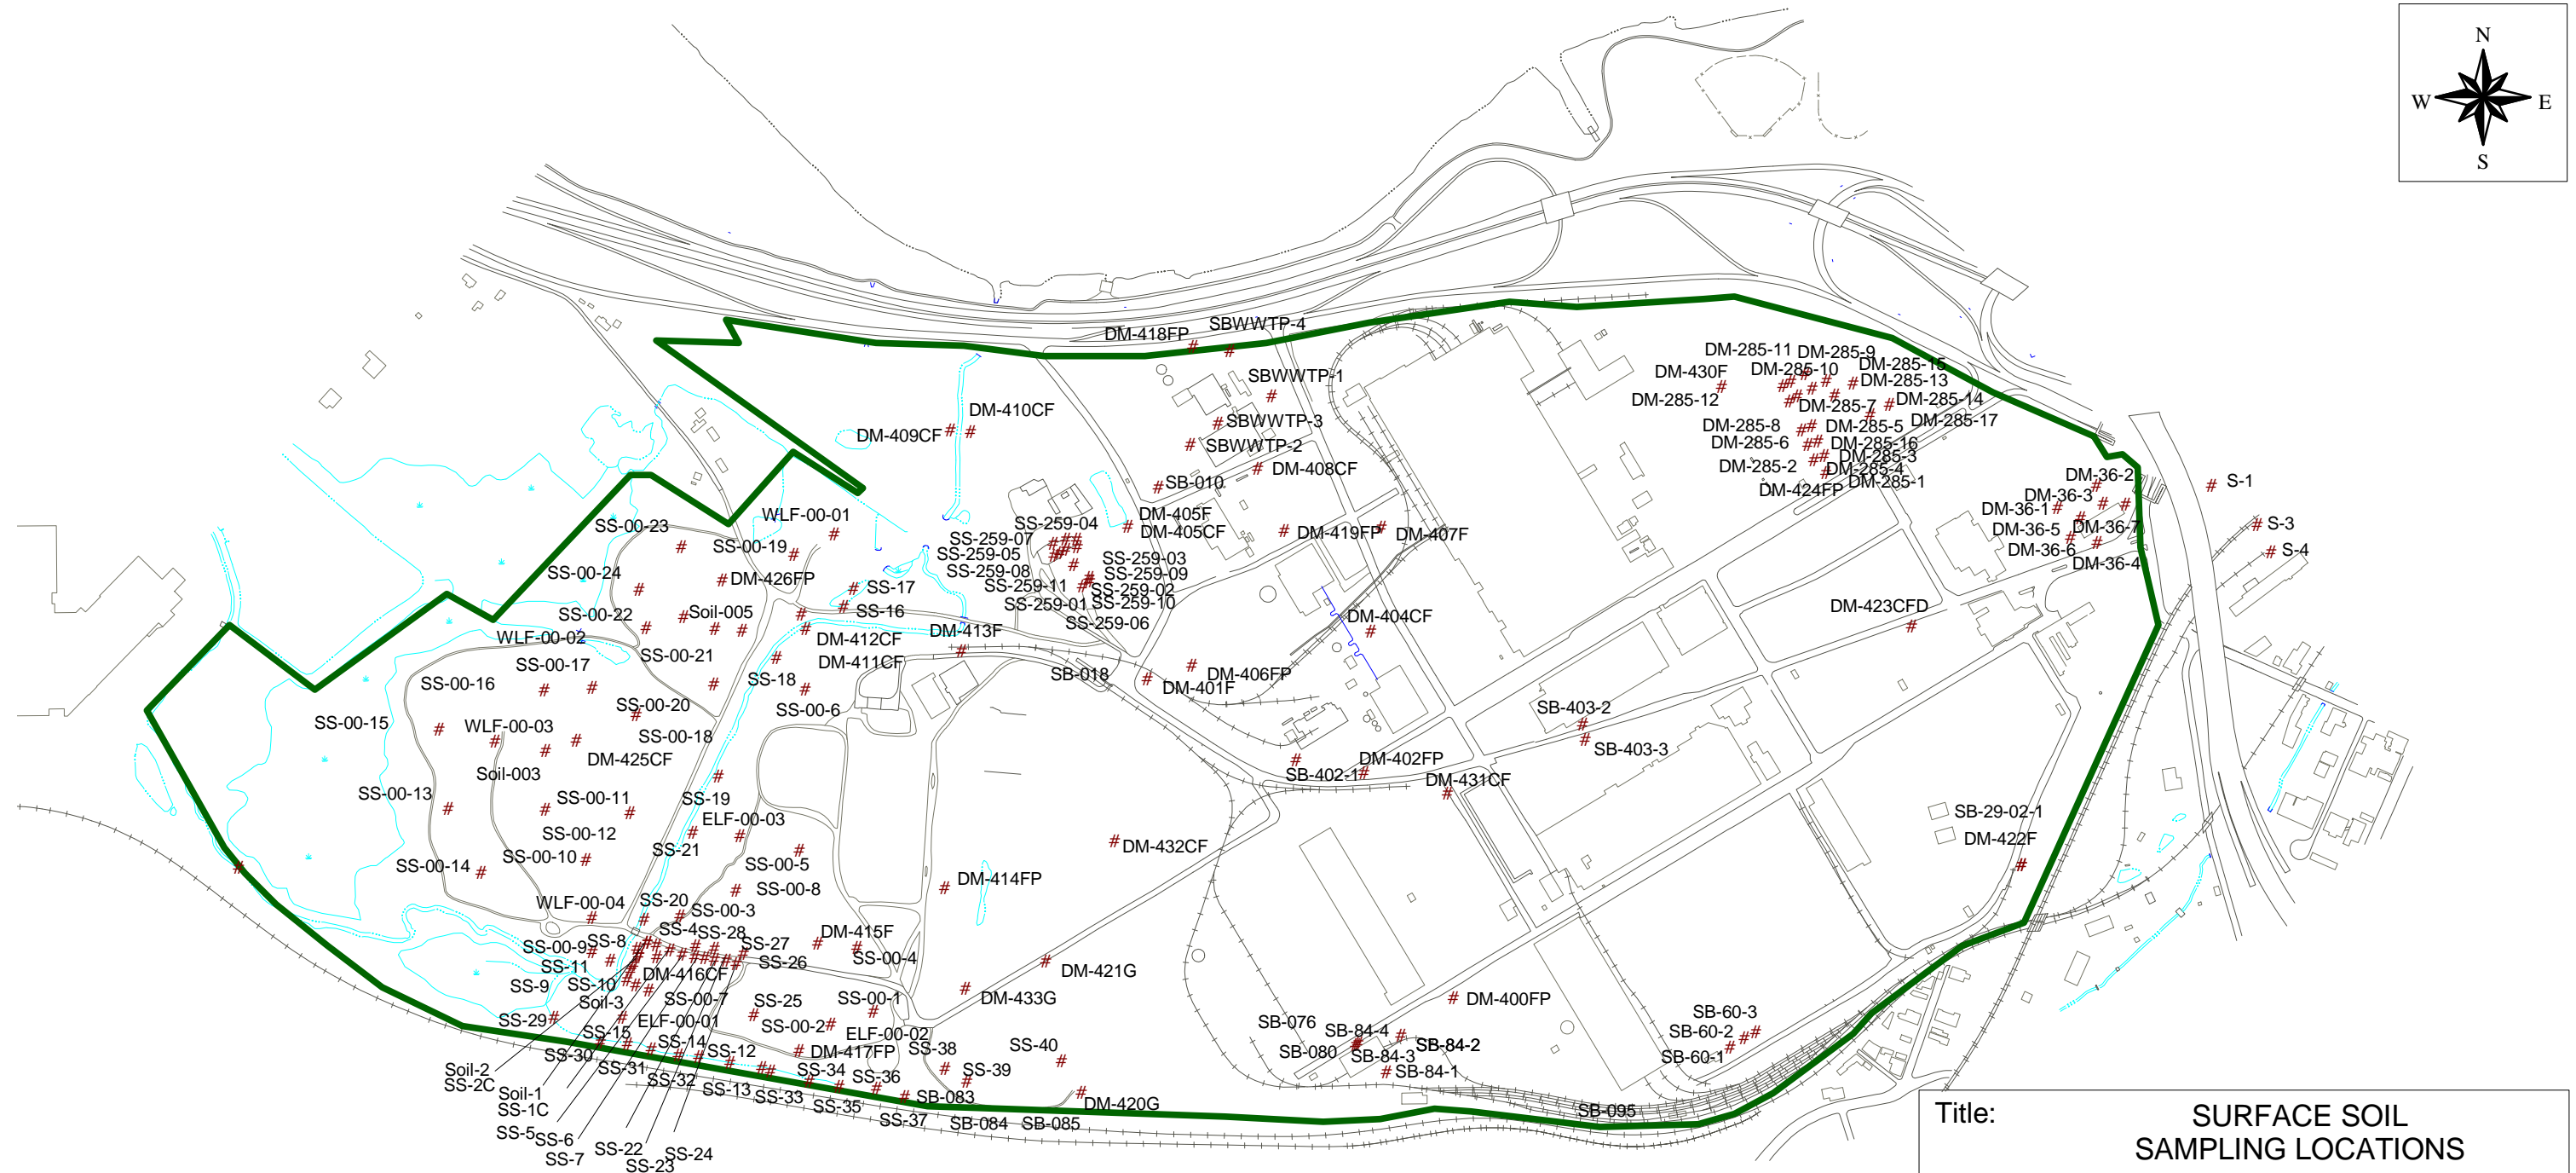 N
W
E
S
DM-418FP
SBWWTP-4
SBWWTP-1
SBWWTP-3
SBWWTP-2
DM-408CF
DM-410CF
DM-409CF
SB-010
DM-405F
DM-405CF
DM-419FP
DM-407F
DM-285-11
DM-285-9
DM-285-15
DM-430F
DM-285-10
DM-285-13
DM-285-12
DM-285-14
DM-285-7
DM-285-17
DM-285-8
DM-285-5
DM-285-6
DM-285-16
DM-285-3
DM-285-2
DM-285-4
DM-285-1
DM-424FP
DM-36-2
DM-36-3
DM-36-1
DM-36-5
DM-36-7
DM-36-6
DM-36-4
S-1
S-3
S-4
WLF-00-01
SS-00-23
SS-00-19
SS-00-24
DM-426FP
SS-00-22
Soil-005
SS-17
SS-16
WLF-00-02
SS-00-21
SS-00-17
SS-00-16
SS-00-15
WLF-00-03
SS-00-20
SS-00-18
DM-425CF
Soil-003
SS-00-13
SS-00-11
SS-00-12
SS-00-10
SS-00-14
WLF-00-04
SS-259-04
SS-259-07
SS-259-05
SS-259-08
SS-259-11
SS-259-03
SS-259-09
SS-259-02
SS-259-01
SS-259-10
SS-259-06
DM-412CF
DM-411CF
DM-413F
SS-18
SS-00-6
SB-018
DM-401F
DM-406FP
DM-404CF
DM-423CFD
SB-403-2
SB-403-3
SB-402-1
DM-402FP
DM-431CF
SB-29-02-1
DM-422F
SS-19
ELF-00-03
SS-21
SS-00-5
SS-00-8
DM-432CF
DM-414FP
SS-20
SS-00-3
SS-4
SS-28
SS-27
SS-26
SS-8
SS-00-9
SS-11
SS-9
SS-10
DM-416CF
Soil-3
SS-00-7
DM-415F
SS-00-4
DM-421G
DM-433G
SS-25
SS-00-1
SS-00-2
ELF-00-02
ELF-00-01
SS-29
SS-15
SS-14
SS-12
SS-30
SS-31
SS-32
SS-13
SS-33
SS-34
SS-35
SS-36
SS-37
DM-417FP
SS-38
SS-39
SS-40
SB-083
SB-084
SB-085
DM-420G
DM-400FP
SB-076
SB-080
SB-84-4
SB-84-3
SB-84-2
SB-84-1
SB-60-3
SB-60-2
SB-60-1
SB-095
Soil-2
SS-2C
Soil-1
SS-1C
SS-5
SS-6
SS-7
SS-22
SS-23
SS-24
Title:
SURFACE SOIL
SAMPLING LOCATIONS